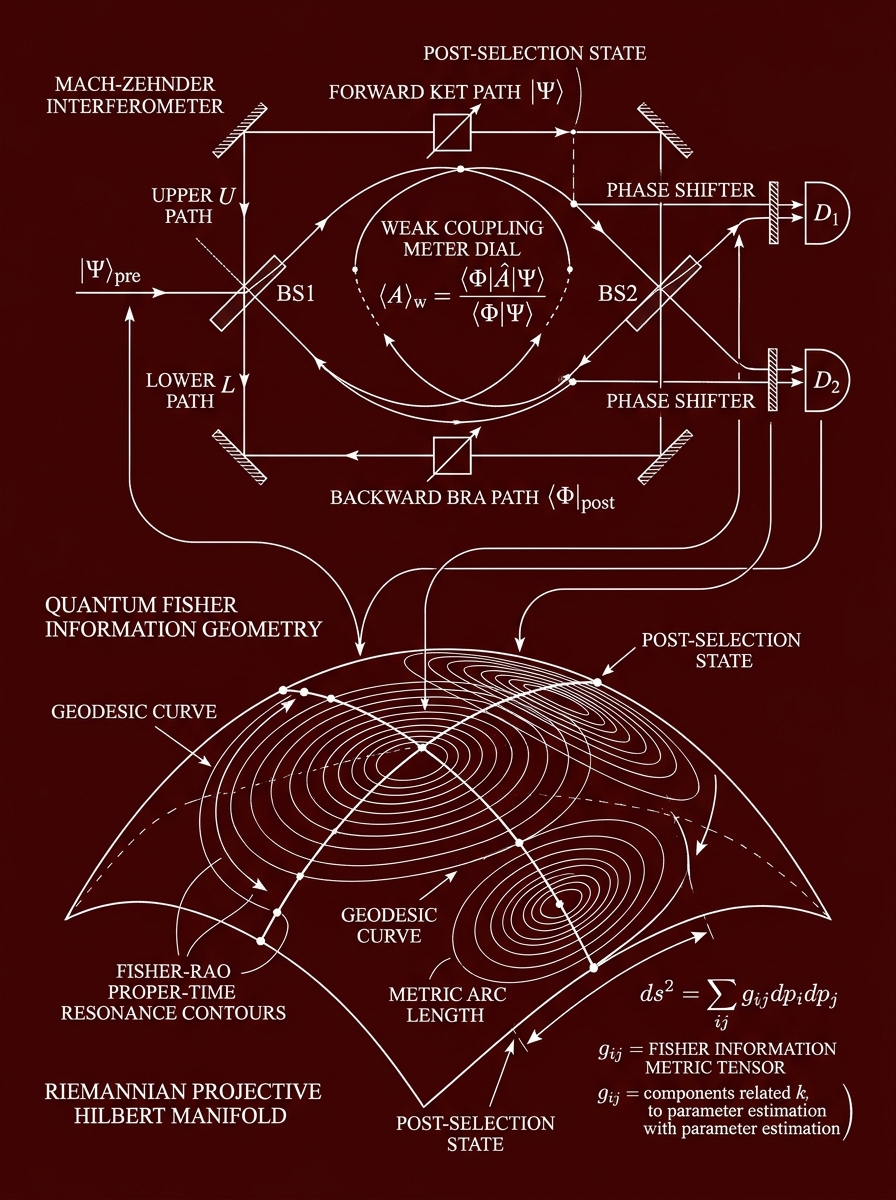 POST-SELECTION STATE
MACH-ZEHNDER
INTERFEROMETER
FORWARD KET PATH |Ψ⟩
UPPER U
PATH
PHASE SHIFTER
D₁
WEAK COUPLING
METER DIAL
⟨A⟩w = ⟨Φ|Â|Ψ⟩ / ⟨Φ|Ψ⟩
|Ψ⟩pre
BS1
BS2
LOWER L
PATH
D₂
PHASE SHIFTER
BACKWARD BRA PATH ⟨Φ|post
QUANTUM FISHER
INFORMATION GEOMETRY
POST-SELECTION
STATE
GEODESIC CURVE
GEODESIC
CURVE
FISHER-RAO
PROPER-TIME
RESONANCE CONTOURS
METRIC ARC
LENGTH
ds² = ∑ij gij dpi dpj
gij = FISHER INFORMATION
METRIC TENSOR
gij = components related k,
to parameter estimation
with parameter estimation)
RIEMANNIAN PROJECTIVE
HILBERT MANIFOLD
POST-SELECTION
STATE